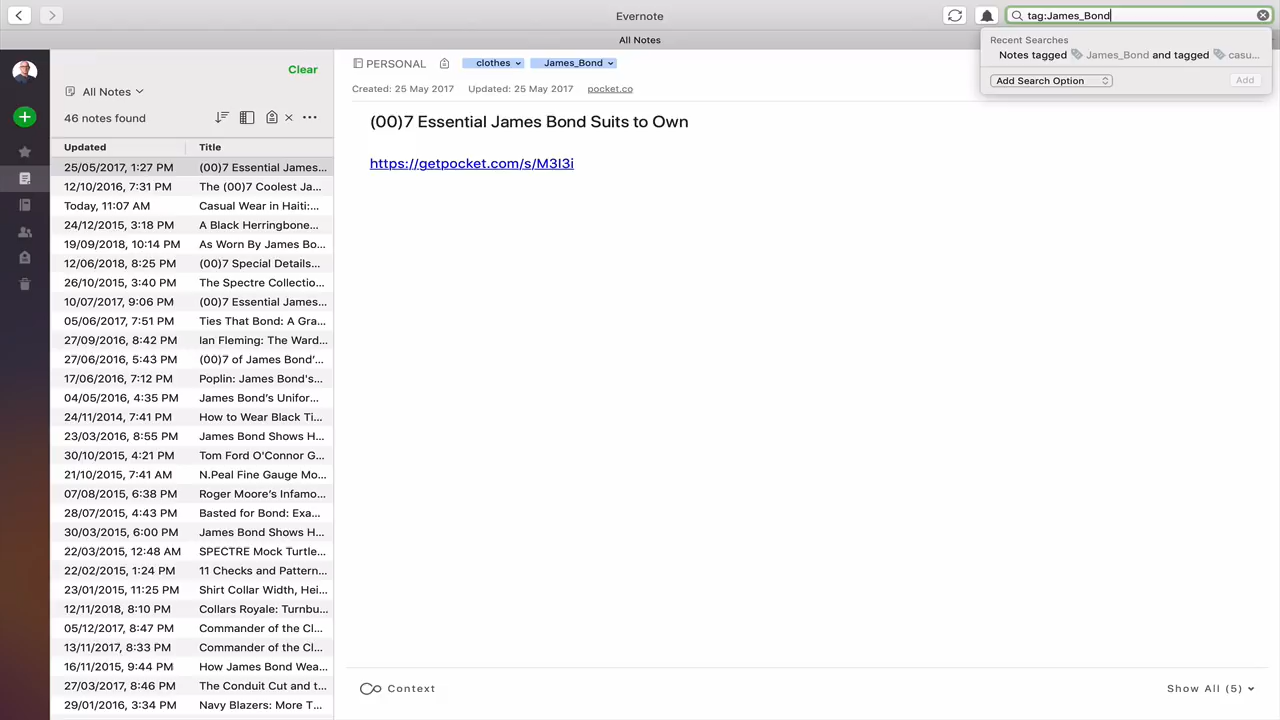 Evernote
tag:James_Bond
All Notes
Recent Searches
Notes tagged James_Bond and tagged casu...
Add Search Option
Add
Clear
All Notes
46 notes found
Updated Title
25/05/2017, 1:27 PM (00)7 Essential James...
12/10/2016, 7:31 PM The (00)7 Coolest Ja...
Today, 11:07 AM Casual Wear in Haiti:...
24/12/2015, 3:18 PM A Black Herringbone...
19/09/2018, 10:14 PM As Worn By James Bo...
12/06/2018, 8:25 PM (00)7 Special Details...
26/10/2015, 3:40 PM The Spectre Collectio...
10/07/2017, 9:06 PM (00)7 Essential James...
05/06/2017, 7:51 PM Ties That Bond: A Gra...
27/09/2016, 8:42 PM Ian Fleming: The Ward...
27/06/2016, 5:43 PM (00)7 of James Bond’...
17/06/2016, 7:12 PM Poplin: James Bond's...
04/05/2016, 4:35 PM James Bond’s Unifor...
24/11/2014, 7:41 PM How to Wear Black Ti...
23/03/2016, 8:55 PM James Bond Shows H...
30/10/2015, 4:21 PM Tom Ford O'Connor G...
21/10/2015, 7:41 AM N.Peal Fine Gauge Mo...
07/08/2015, 6:38 PM Roger Moore’s Infamo...
28/07/2015, 4:43 PM Basted for Bond: Exa...
30/03/2015, 6:00 PM James Bond Shows H...
22/03/2015, 12:48 AM SPECTRE Mock Turtle...
22/02/2015, 1:24 PM 11 Checks and Pattern...
23/01/2015, 11:25 PM Shirt Collar Width, Hei...
12/11/2018, 8:10 PM Collars Royale: Turnbu...
05/12/2017, 8:47 PM Commander of the Cl...
13/11/2017, 8:33 PM Commander of the Cl...
16/11/2015, 9:44 PM How James Bond Wea...
27/03/2017, 8:46 PM The Conduit Cut and t...
29/01/2016, 3:34 PM Navy Blazers: More T...
PERSONAL clothes James_Bond
Created: 25 May 2017 Updated: 25 May 2017 pocket.co
(00)7 Essential James Bond Suits to Own
https://getpocket.com/s/M3I3i
Context
Show All (5)